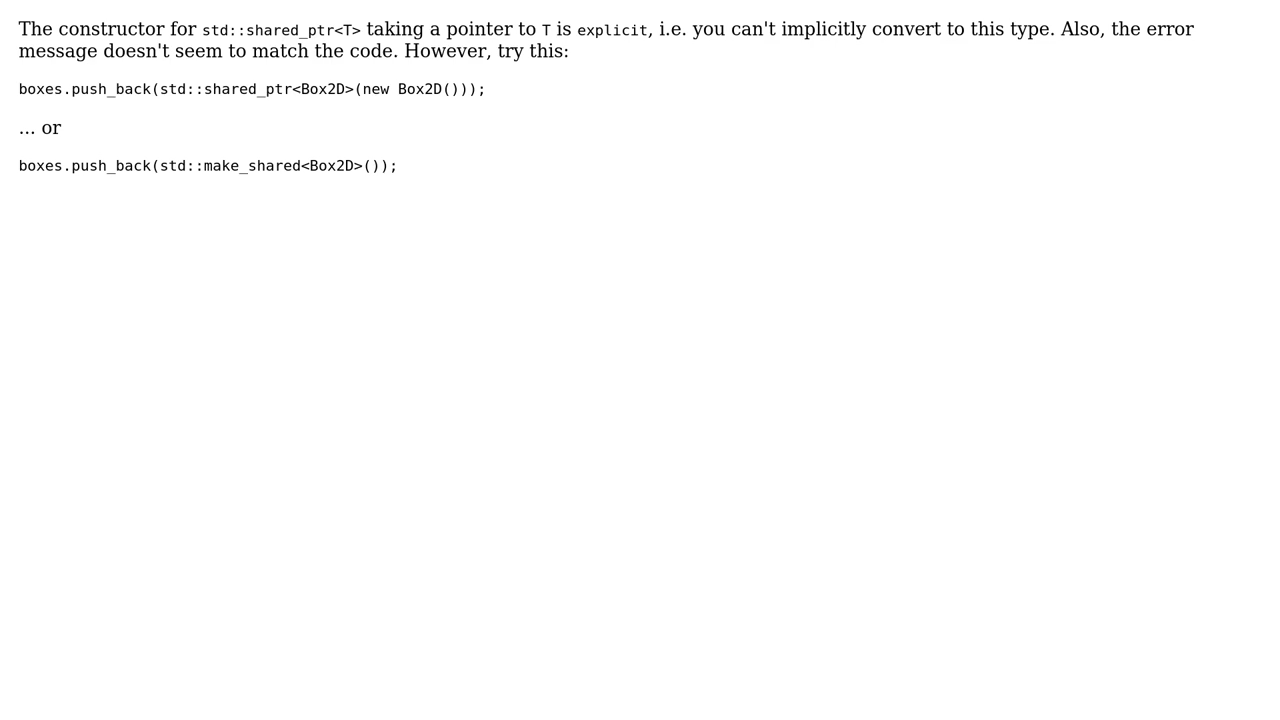 The constructor for std::shared_ptr<T> taking a pointer to T is explicit, i.e. you can't implicitly convert to this type. Also, the error
message doesn't seem to match the code. However, try this:
boxes.push_back(std::shared_ptr<Box2D>(new Box2D()));
... or
boxes.push_back(std::make_shared<Box2D>());